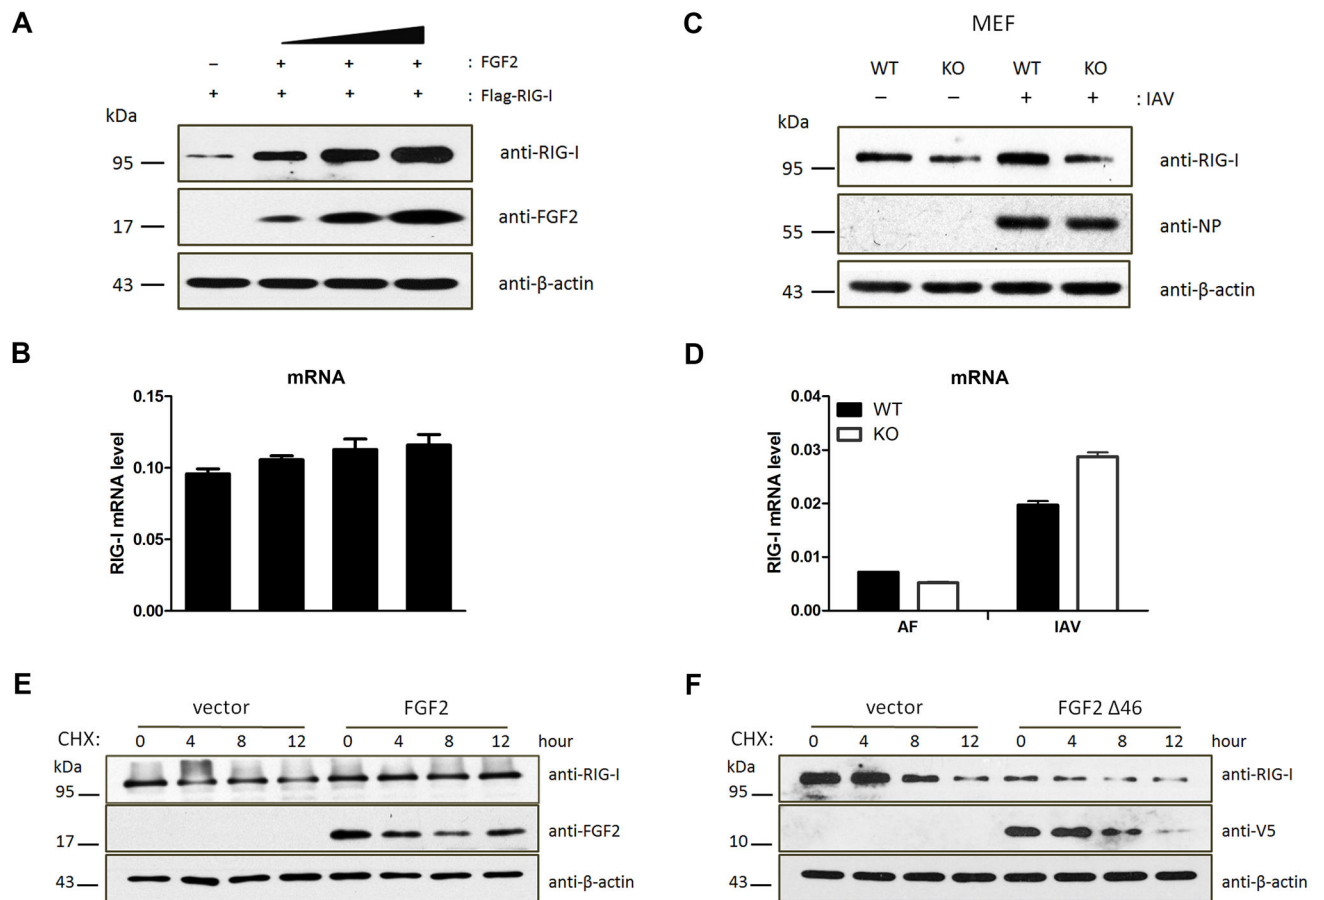 A
– + + + : FGF2
+ + + + : Flag-RIG-I
kDa
95 anti-RIG-I
17 anti-FGF2
43 anti-β-actin
B
mRNA
RIG-I mRNA level
0.15
0.10
0.05
0.00
C
MEF
WT KO WT KO
– – + + : IAV
kDa
95 anti-RIG-I
55 anti-NP
43 anti-β-actin
D
mRNA
RIG-I mRNA level
0.04
0.03
0.02
0.01
0.00
WT
KO
AF IAV
E
vector FGF2
CHX: 0 4 8 12 0 4 8 12 hour
kDa
95 anti-RIG-I
17 anti-FGF2
43 anti-β-actin
F
vector FGF2 Δ46
CHX: 0 4 8 12 0 4 8 12 hour
kDa
95 anti-RIG-I
10 anti-V5
43 anti-β-actin